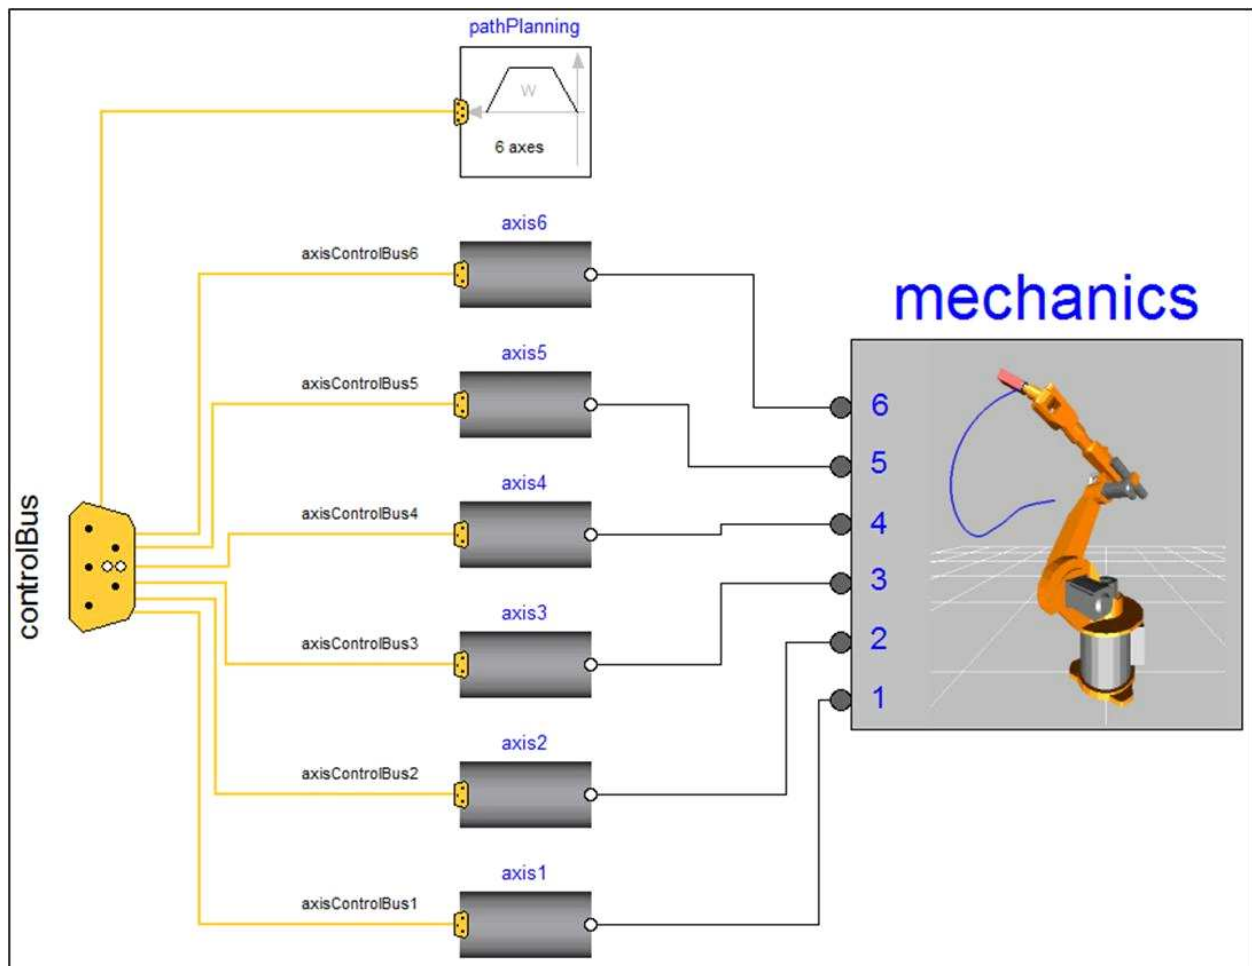 pathPlanning
W
6 axes
axis6
axisControlBus6
axis5
axisControlBus5
axis4
axisControlBus4
axis3
axisControlBus3
axis2
axisControlBus2
axis1
axisControlBus1
controlBus
mechanics
6
5
4
3
2
1